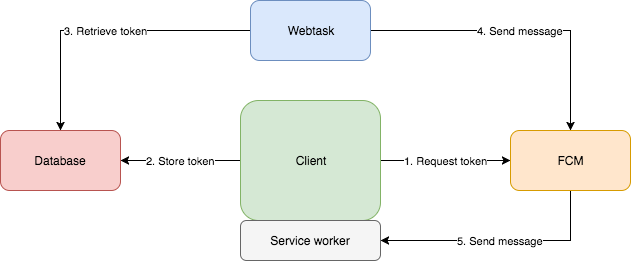 Webtask
3. Retrieve token
4. Send message
Database
2. Store token
Client
1. Request token
FCM
Service worker
5. Send message